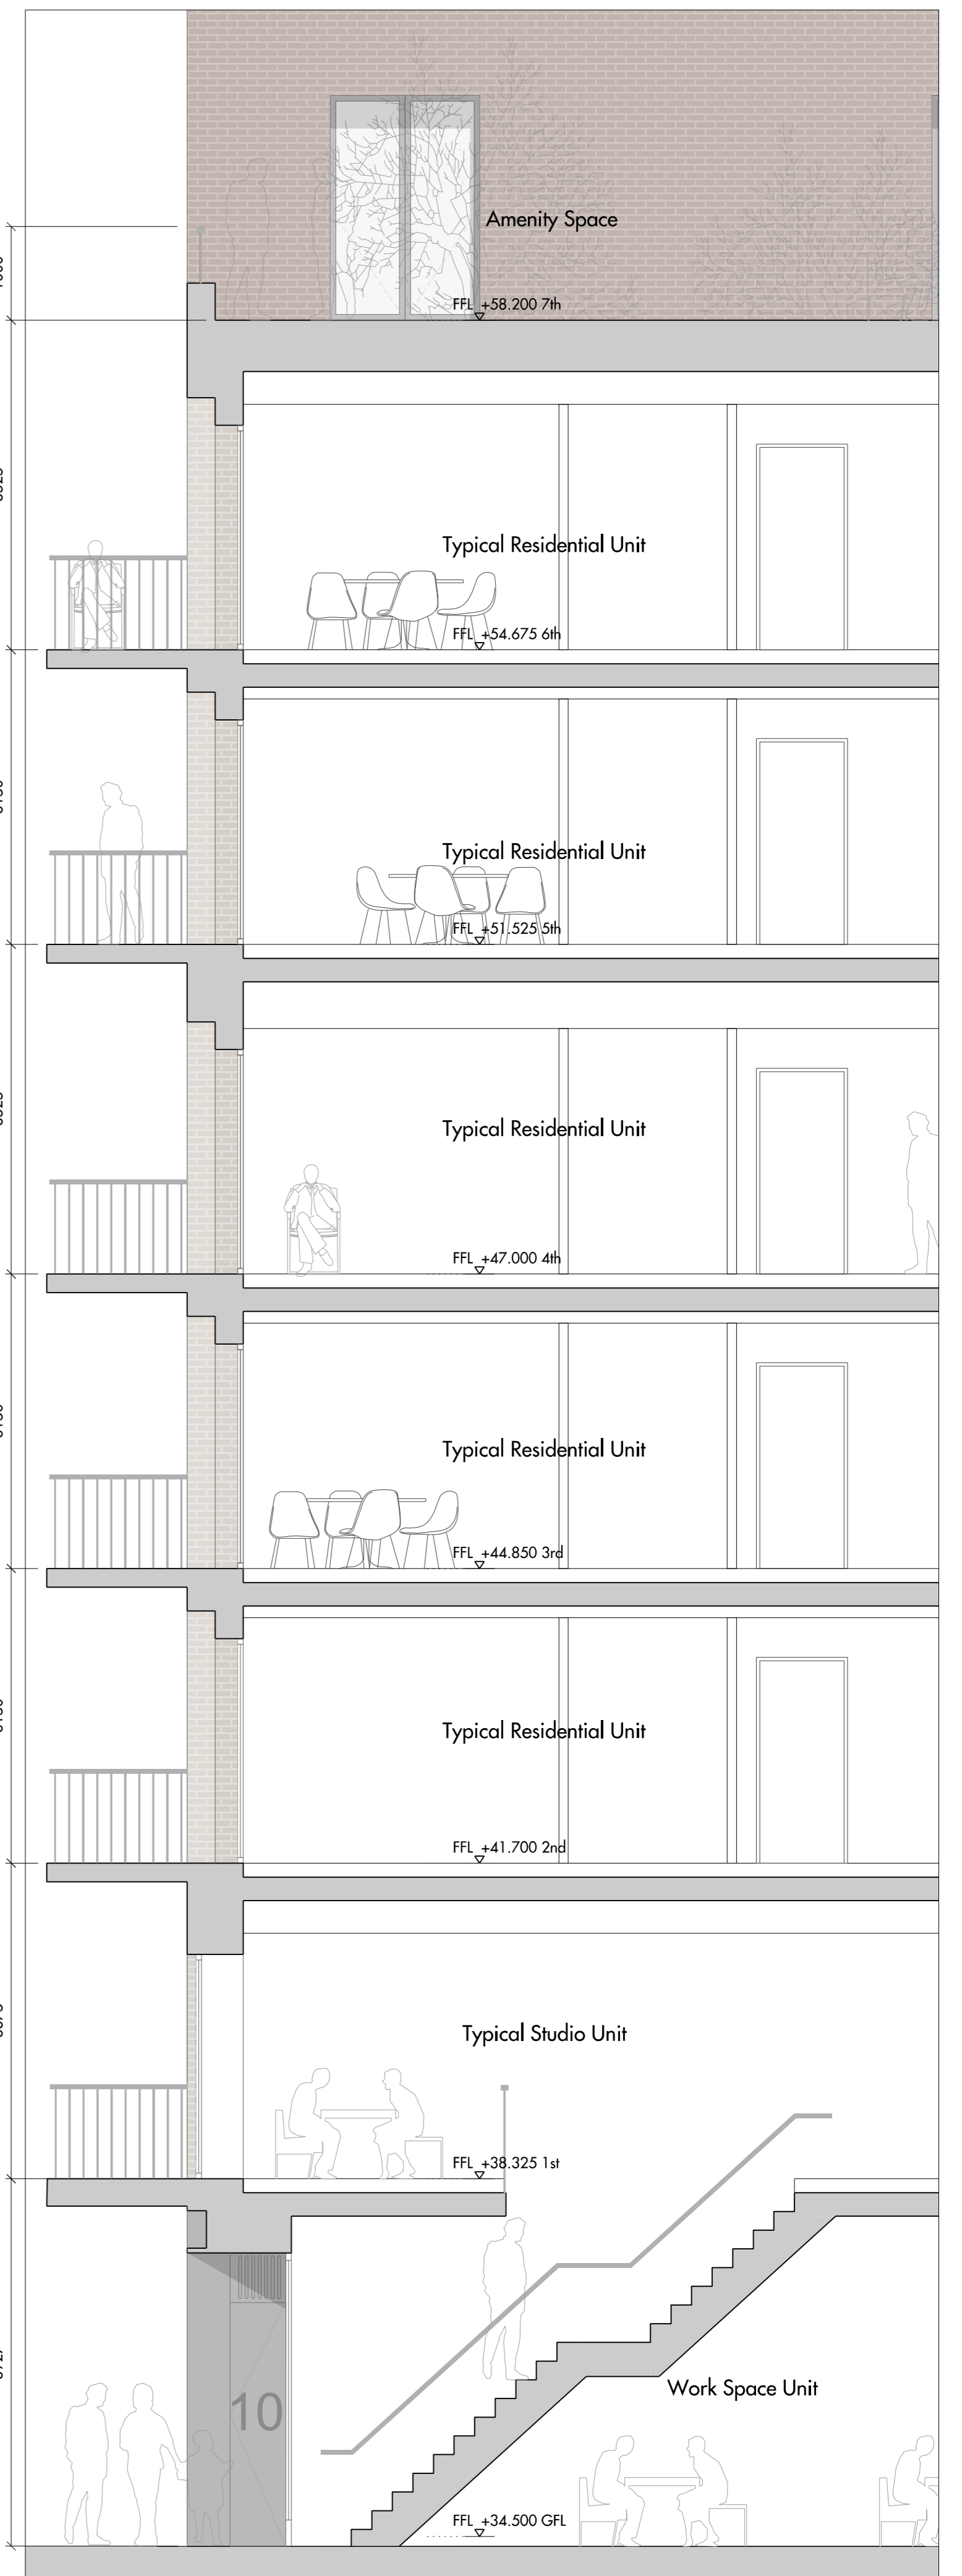 Amenity Space
FFL +58.200 7th
Typical Residential Unit
FFL +54.675 6th
Typical Residential Unit
FFL +51.525 5th
Typical Residential Unit
FFL +47.000 4th
Typical Residential Unit
FFL +44.850 3rd
Typical Residential Unit
FFL +41.700 2nd
Typical Studio Unit
FFL +38.325 1st
Work Space Unit
10
FFL +34.500 GFL